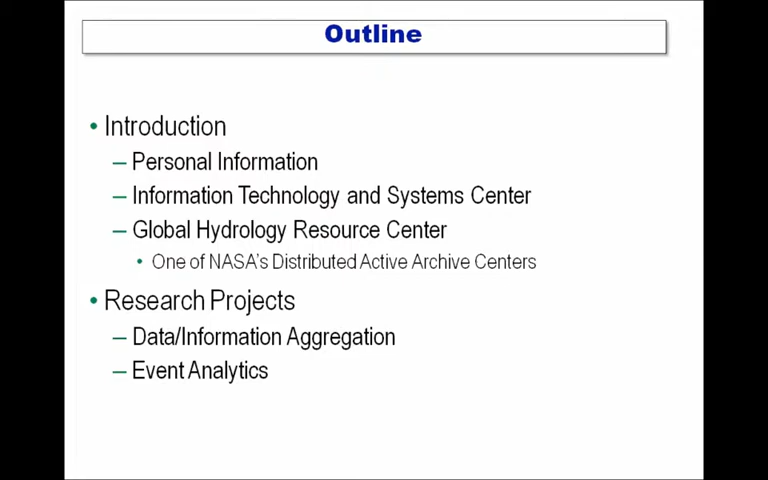 Outline
• Introduction
– Personal Information
– Information Technology and Systems Center
– Global Hydrology Resource Center
• One of NASA's Distributed Active Archive Centers
• Research Projects
– Data/Information Aggregation
– Event Analytics